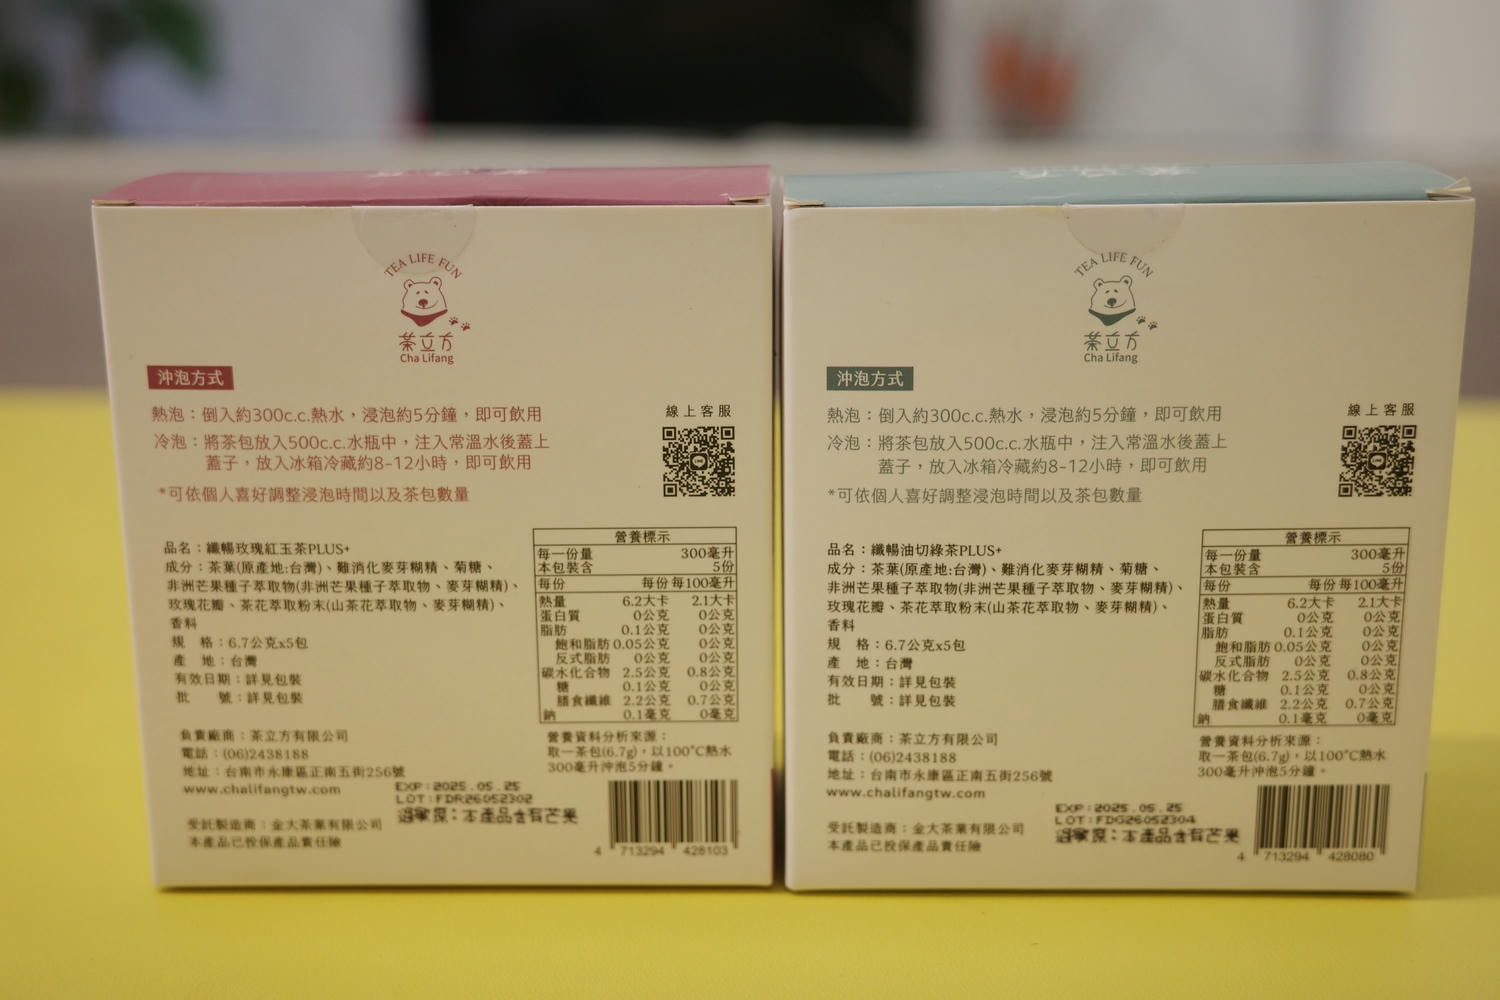 TEA LIFE FUN
茶立方
Cha Lifang
沖泡方式
熱泡：倒入約300c.c.熱水，浸泡約5分鐘，即可飲用
冷泡：將茶包放入500c.c.水瓶中，注入常溫水後蓋上
蓋子，放入冰箱冷藏約8-12小時，即可飲用
*可依個人喜好調整浸泡時間以及茶包數量
線上客服
品名：纖暢玫瑰紅玉茶PLUS+
成分：茶葉(原產地:台灣)、難消化麥芽糊精、菊糖、
非洲芒果種子萃取物(非洲芒果種子萃取物、麥芽糊精)、
玫瑰花瓣、茶花萃取粉末(山茶花萃取物、麥芽糊精)、
香料
規　格：6.7公克x5包
產　地：台灣
有效日期：詳見包裝
批　　號：詳見包裝
營養標示
每一份量 300毫升
本包裝含 5份
每份 每份 每100毫升
熱量 6.2大卡 2.1大卡
蛋白質 0公克 0公克
脂肪 0.1公克 0公克
飽和脂肪 0.05公克 0公克
反式脂肪 0公克 0公克
碳水化合物 2.5公克 0.8公克
糖 0.1公克 0公克
膳食纖維 2.2公克 0.7公克
鈉 0.1毫克 0毫克
營養資料分析來源：
取一茶包(6.7g)，以100°C熱水
300毫升沖泡5分鐘。
負責廠商：茶立方有限公司
電話：(06)2438188
地址：台南市永康區正南五街256號
www.chalifangtw.com
受託製造商：金大茶業有限公司
本產品已投保產品責任險
EXP:2025.05.25
LOT:FDR26052302
過敏原：本產品含有芒果
4 713294 428103
TEA LIFE FUN
茶立方
Cha Lifang
沖泡方式
熱泡：倒入約300c.c.熱水，浸泡約5分鐘，即可飲用
冷泡：將茶包放入500c.c.水瓶中，注入常溫水後蓋上
蓋子，放入冰箱冷藏約8-12小時，即可飲用
*可依個人喜好調整浸泡時間以及茶包數量
線上客服
品名：纖暢油切綠茶PLUS+
成分：茶葉(原產地:台灣)、難消化麥芽糊精、菊糖、
非洲芒果種子萃取物(非洲芒果種子萃取物、麥芽糊精)、
玫瑰花瓣、茶花萃取粉末(山茶花萃取物、麥芽糊精)、
香料
規　格：6.7公克x5包
產　地：台灣
有效日期：詳見包裝
批　　號：詳見包裝
營養標示
每一份量 300毫升
本包裝含 5份
每份 每份 每100毫升
熱量 6.2大卡 2.1大卡
蛋白質 0公克 0公克
脂肪 0.1公克 0公克
飽和脂肪 0.05公克 0公克
反式脂肪 0公克 0公克
碳水化合物 2.5公克 0.8公克
糖 0.1公克 0公克
膳食纖維 2.2公克 0.7公克
鈉 0.1毫克 0毫克
營養資料分析來源：
取一茶包(6.7g)，以100°C熱水
300毫升沖泡5分鐘。
負責廠商：茶立方有限公司
電話：(06)2438188
地址：台南市永康區正南五街256號
www.chalifangtw.com
受託製造商：金大茶業有限公司
本產品已投保產品責任險
EXP:2025.05.25
LOT:FDG26052304
過敏原：本產品含有芒果
4 713294 428080